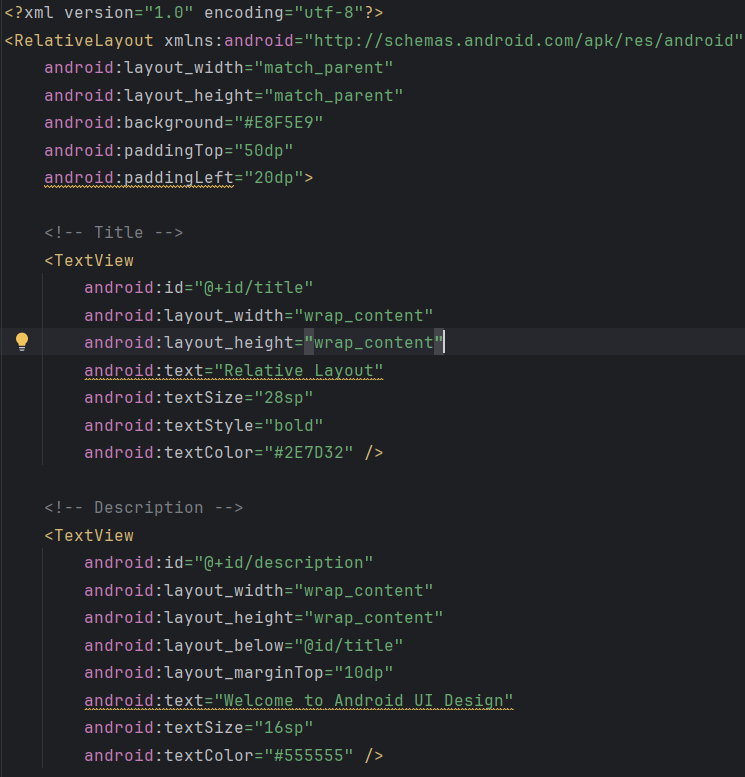 <?xml version="1.0" encoding="utf-8"?>
<RelativeLayout xmlns:android="http://schemas.android.com/apk/res/android"
    android:layout_width="match_parent"
    android:layout_height="match_parent"
    android:background="#E8F5E9"
    android:paddingTop="50dp"
    android:paddingLeft="20dp">

    <!-- Title -->
    <TextView
        android:id="@+id/title"
        android:layout_width="wrap_content"
        android:layout_height="wrap_content"
        android:text="Relative Layout"
        android:textSize="28sp"
        android:textStyle="bold"
        android:textColor="#2E7D32" />

    <!-- Description -->
    <TextView
        android:id="@+id/description"
        android:layout_width="wrap_content"
        android:layout_height="wrap_content"
        android:layout_below="@id/title"
        android:layout_marginTop="10dp"
        android:text="Welcome to Android UI Design"
        android:textSize="16sp"
        android:textColor="#555555" />